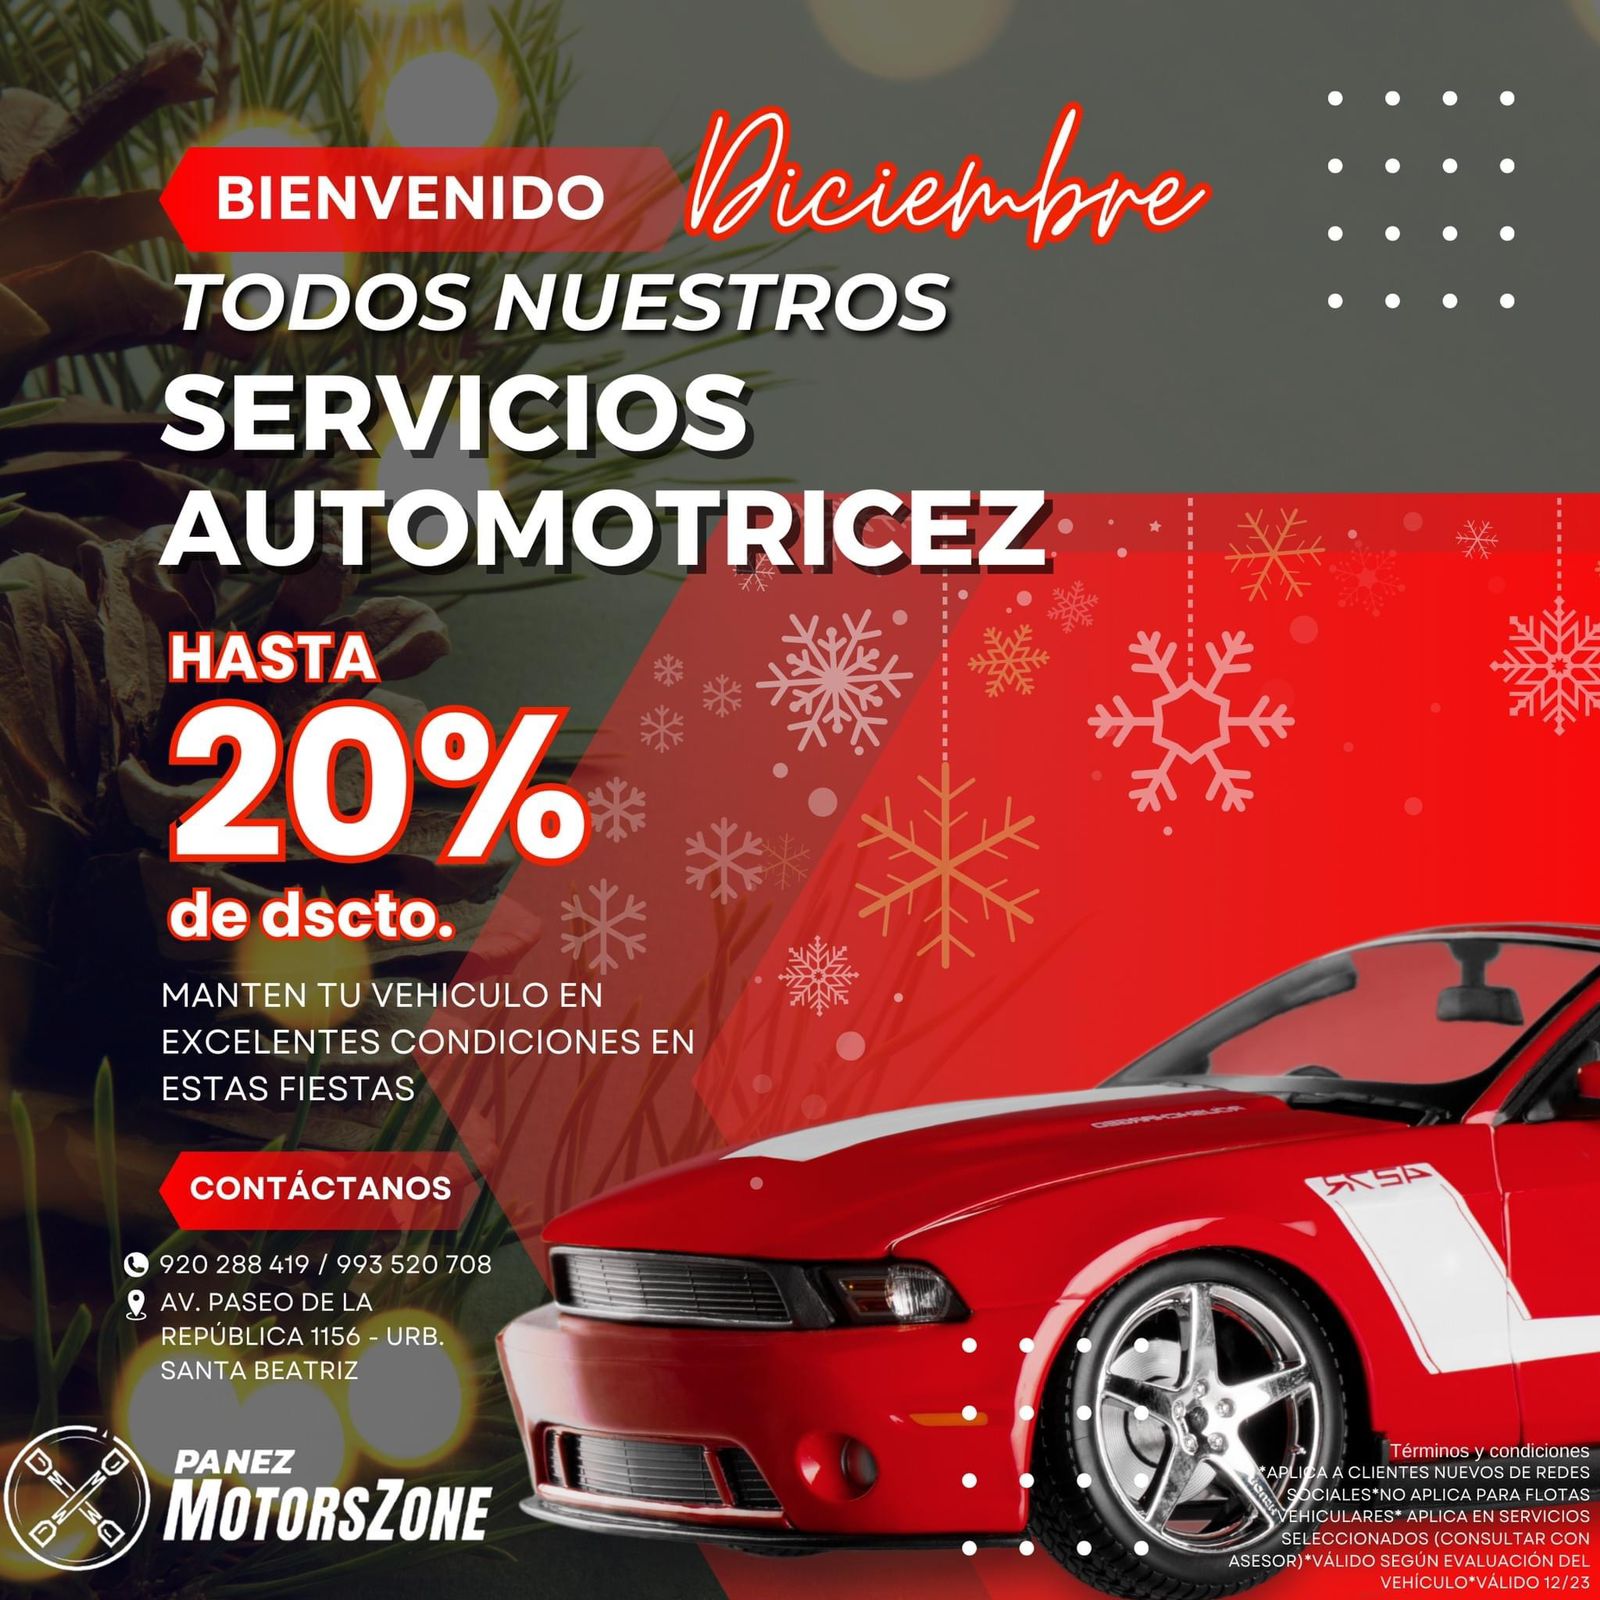 BIENVENIDO Diciembre
TODOS NUESTROS
SERVICIOS
AUTOMOTRICEZ
HASTA
20%
de dscto.
MANTEN TU VEHICULO EN
EXCELENTES CONDICIONES EN
ESTAS FIESTAS
CONTÁCTANOS
920 288 419 / 993 520 708
AV. PASEO DE LA
REPÚBLICA 1156 - URB.
SANTA BEATRIZ
PANEZ
MOTORSZONE
Términos y condiciones
*APLICA A CLIENTES NUEVOS DE REDES
SOCIALES*NO APLICA PARA FLOTAS
VEHICULARES* APLICA EN SERVICIOS
SELECCIONADOS (CONSULTAR CON
ASESOR)*VÁLIDO SEGÚN EVALUACIÓN DEL
VEHÍCULO*VÁLIDO 12/23